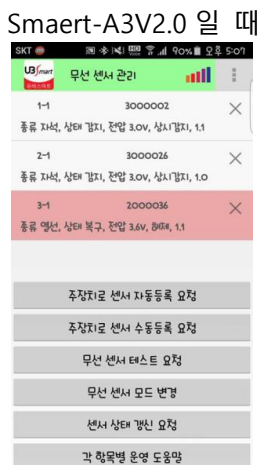 Smaert-A3V2.0 일 때
SKT 90% 오후 5:07
UBSmart 무선 센서 관리
유비스마트
1-1 3000002
종류 자석, 상태 감지, 전압 3.0V, 상시감지, 1.1
2-1 3000026
종류 자석, 상태 감지, 전압 3.0V, 상시감지, 1.0
3-1 2000036
종류 열선, 상태 복구, 전압 3.6V, 해제, 1.1
주장치로 센서 자동등록 요청
주장치로 센서 수동등록 요청
무선 센서 테스트 요청
무선 센서 모드 변경
센서 상태 갱신 요청
각 항목별 운영 도움말